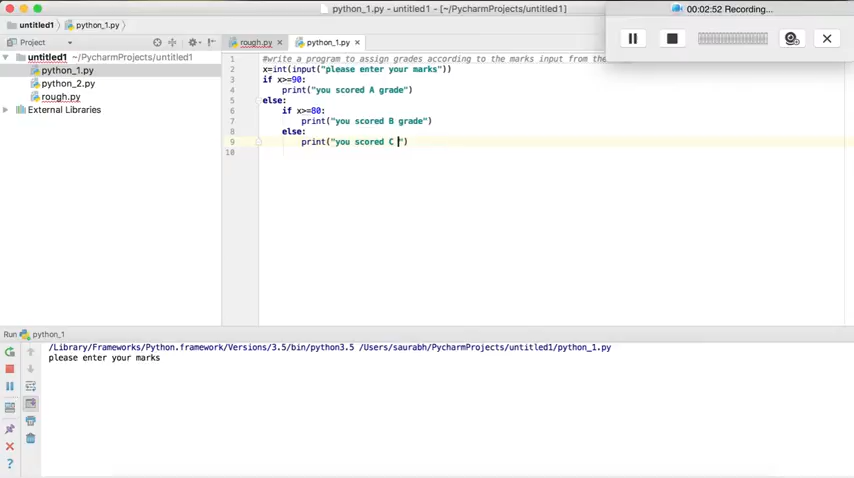 python_1.py - untitled1 - [~/PycharmProjects/untitled1]
00:02:52 Recording...
untitled1 python_1.py
Project
rough.py python_1.py
untitled1 ~/PycharmProjects/untitled1
python_1.py
python_2.py
rough.py
External Libraries
1 #write a program to assign grades according to the marks input from the
2 x=int(input("please enter your marks"))
3 if x>=90:
4 print("you scored A grade")
5 else:
6 if x>=80:
7 print("you scored B grade")
8 else:
9 print("you scored C ")
10
Run python_1
/Library/Frameworks/Python.framework/Versions/3.5/bin/python3.5 /Users/saurabh/PycharmProjects/untitled1/python_1.py
please enter your marks